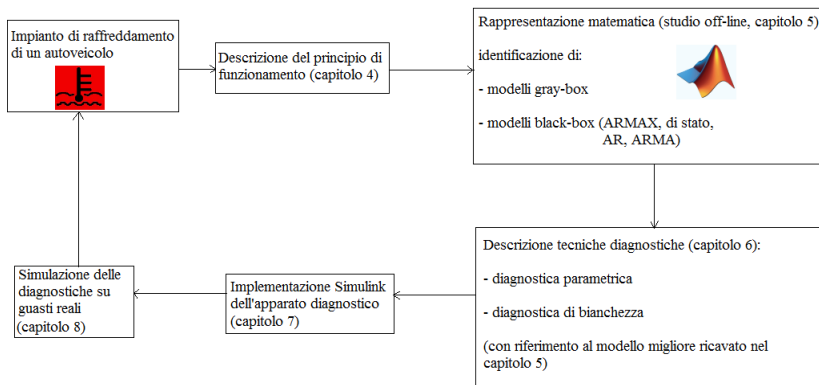 Impianto di raffreddamento
di un autoveicolo
Descrizione del principio di
funzionamento (capitolo 4)
Rappresentazione matematica (studio off-line, capitolo 5)
identificazione di:
- modelli gray-box
- modelli black-box (ARMAX, di stato,
AR, ARMA)
Descrizione tecniche diagnostiche (capitolo 6):
- diagnostica parametrica
- diagnostica di bianchezza
(con riferimento al modello migliore ricavato nel
capitolo 5)
Implementazione Simulink
dell'apparato diagnostico
(capitolo 7)
Simulazione delle
diagnostiche su
guasti reali
(capitolo 8)